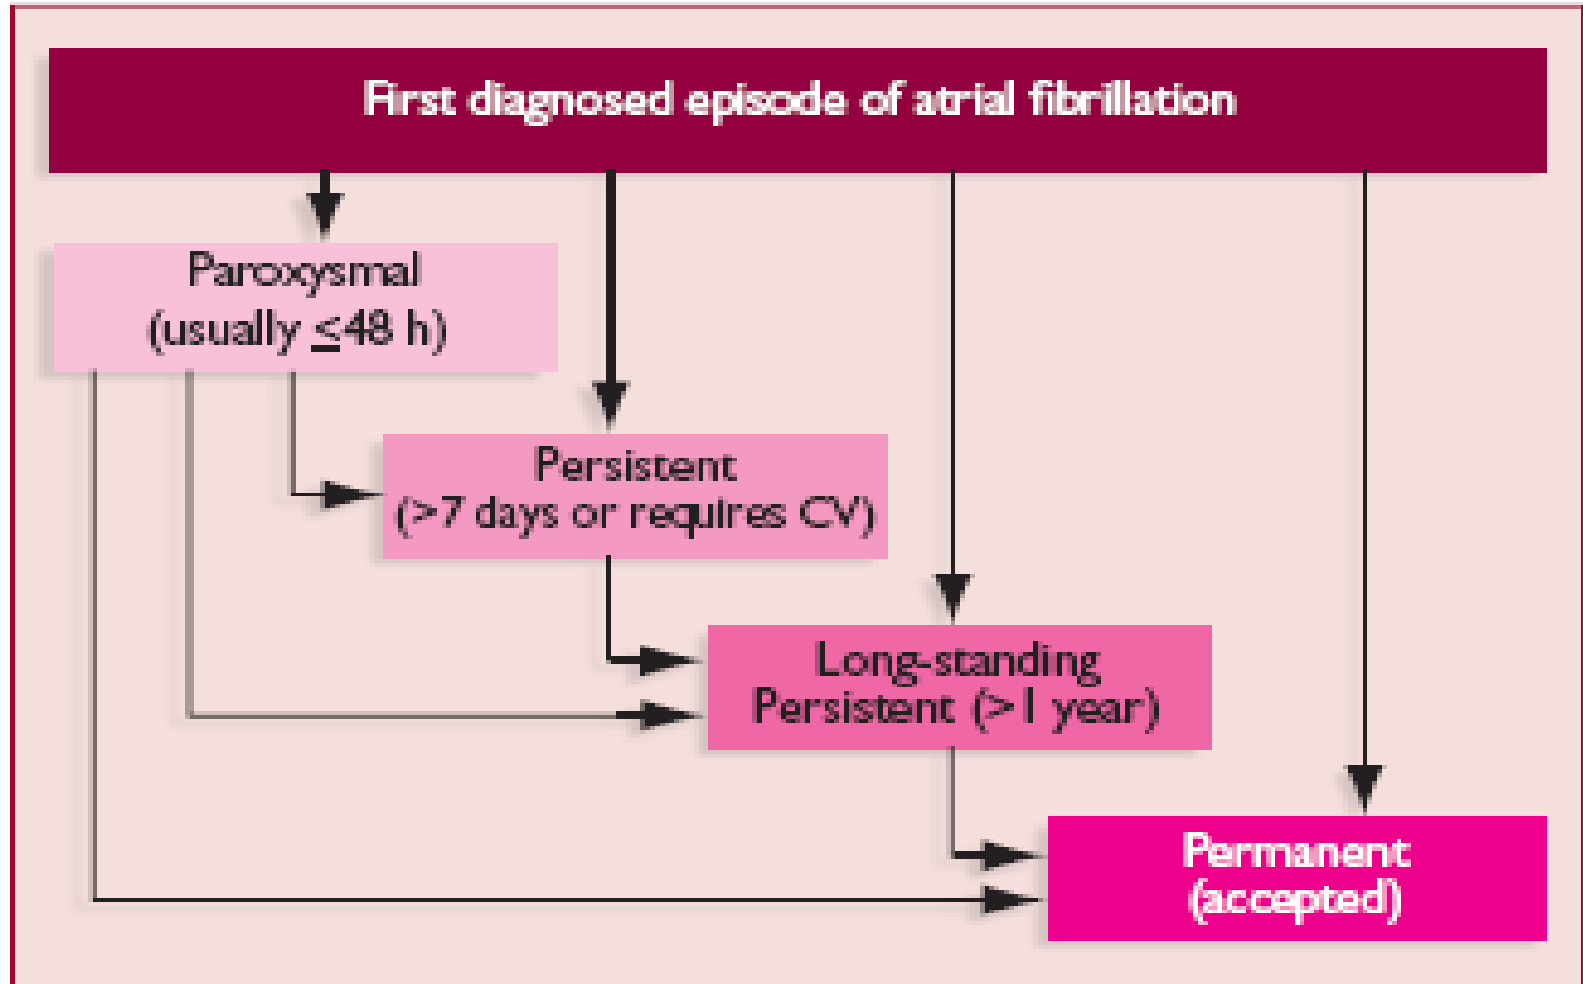 First diagnosed episode of atrial fibrillation
Paroxysmal
(usually ≤48 h)
Persistent
(>7 days or requires CV)
Long-standing
Persistent (>1 year)
Permanent
(accepted)